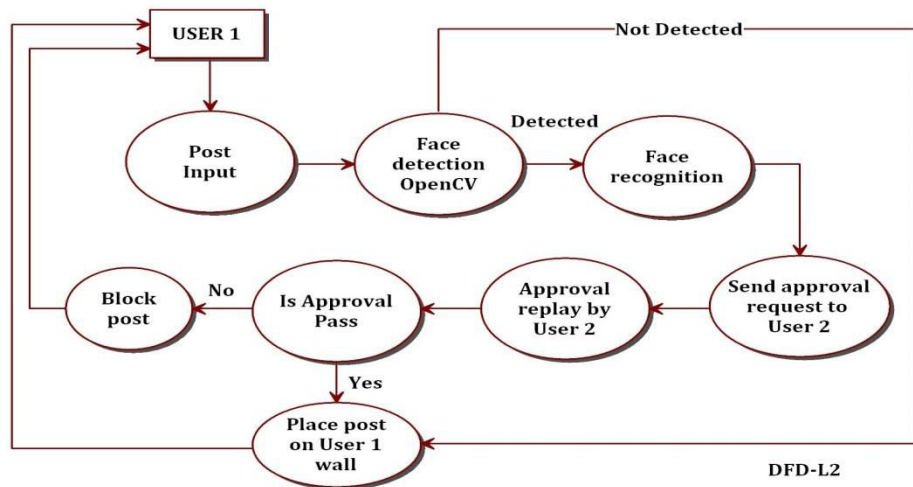 USER 1
Not Detected
Post
Input
Face
detection
OpenCV
Detected
Face
recognition
Block
post
No
Is Approval
Pass
Approval
replay by
User 2
Send approval
request to
User 2
Yes
Place post
on User 1
wall
DFD-L2